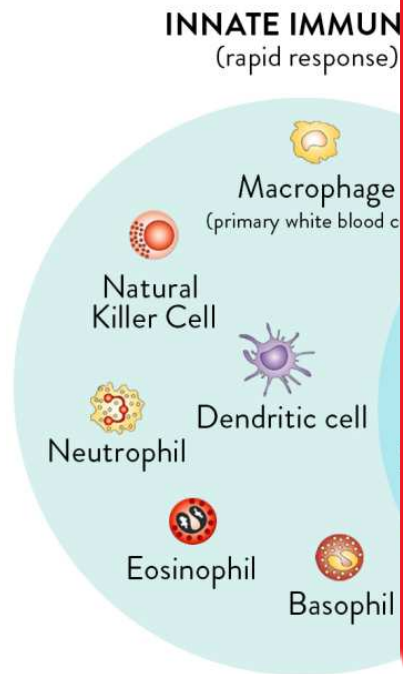 INNATE IMMUN
(rapid response)
Macrophage
(primary white blood c
Natural
Killer Cell
Dendritic cell
Neutrophil
Eosinophil
Basophil